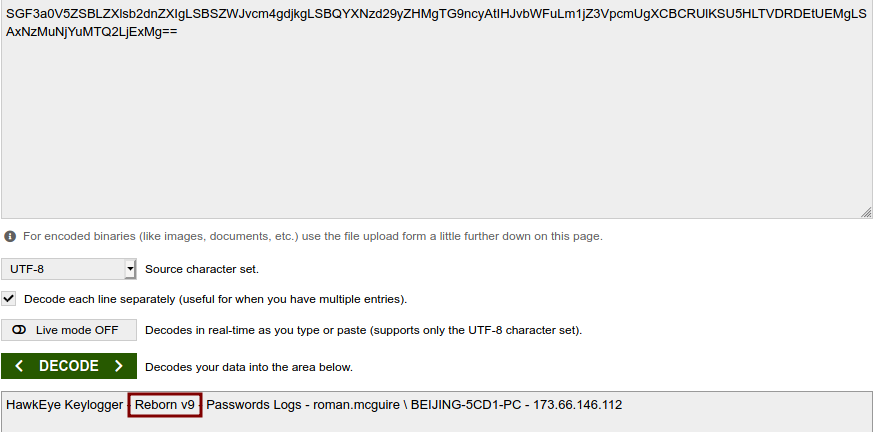 SGF3a0V5ZSBLZXlsb2dnZXIgLSBSZWJvcm4gdjkgLSBQYXNzd29yZHMgTG9ncyAtIHJvbWFuLm1jZ3VpcmUgXCBCRUlKSU5HLTVDRDEtUEMgLS
AxNzMuNjYuMTQ2LjExMg==
For encoded binaries (like images, documents, etc.) use the file upload form a little further down on this page.
UTF-8 Source character set.
Decode each line separately (useful for when you have multiple entries).
Live mode OFF Decodes in real-time as you type or paste (supports only the UTF-8 character set).
< DECODE > Decodes your data into the area below.
HawkEye Keylogger - Reborn v9 - Passwords Logs - roman.mcguire \ BEIJING-5CD1-PC - 173.66.146.112